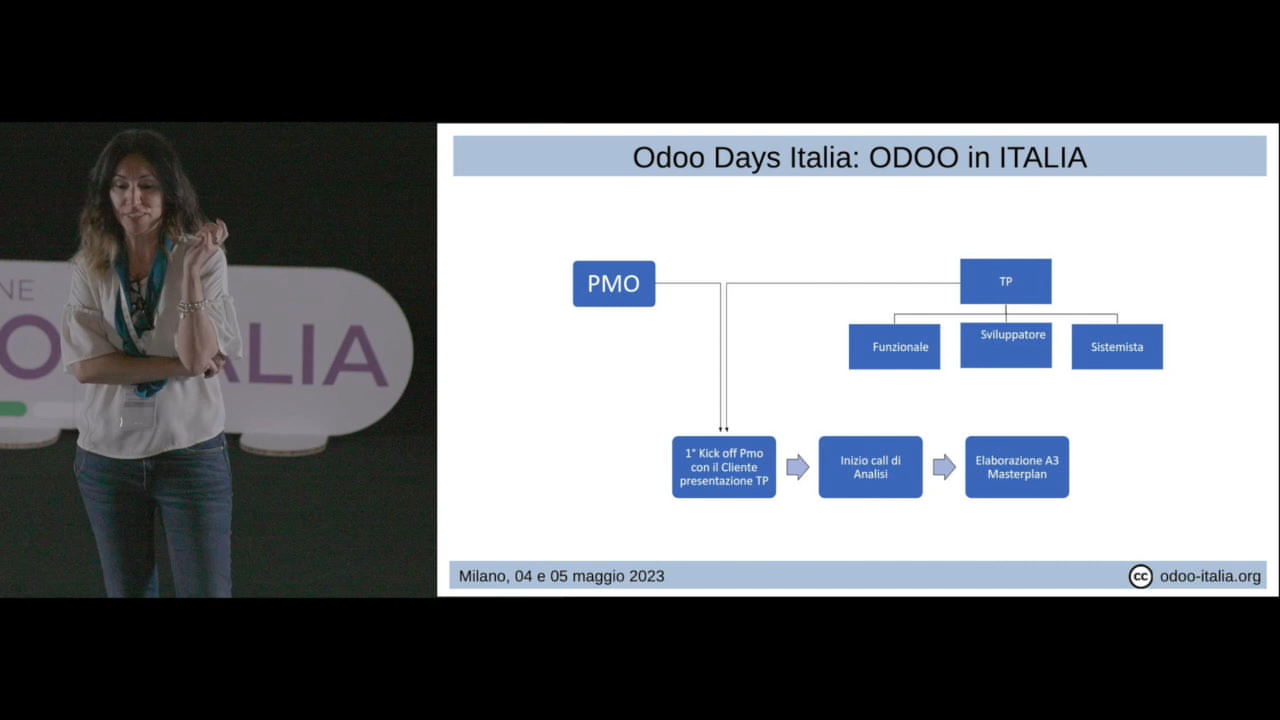 Odoo Days Italia: ODOO in ITALIA
PMO
TP
Funzionale
Sviluppatore
Sistemista
1° Kick off Pmo
con il Cliente
presentazione TP
Inizio call di
Analisi
Elaborazione A3
Masterplan
Milano, 04 e 05 maggio 2023
cc odoo-italia.org
NE
O ALIA